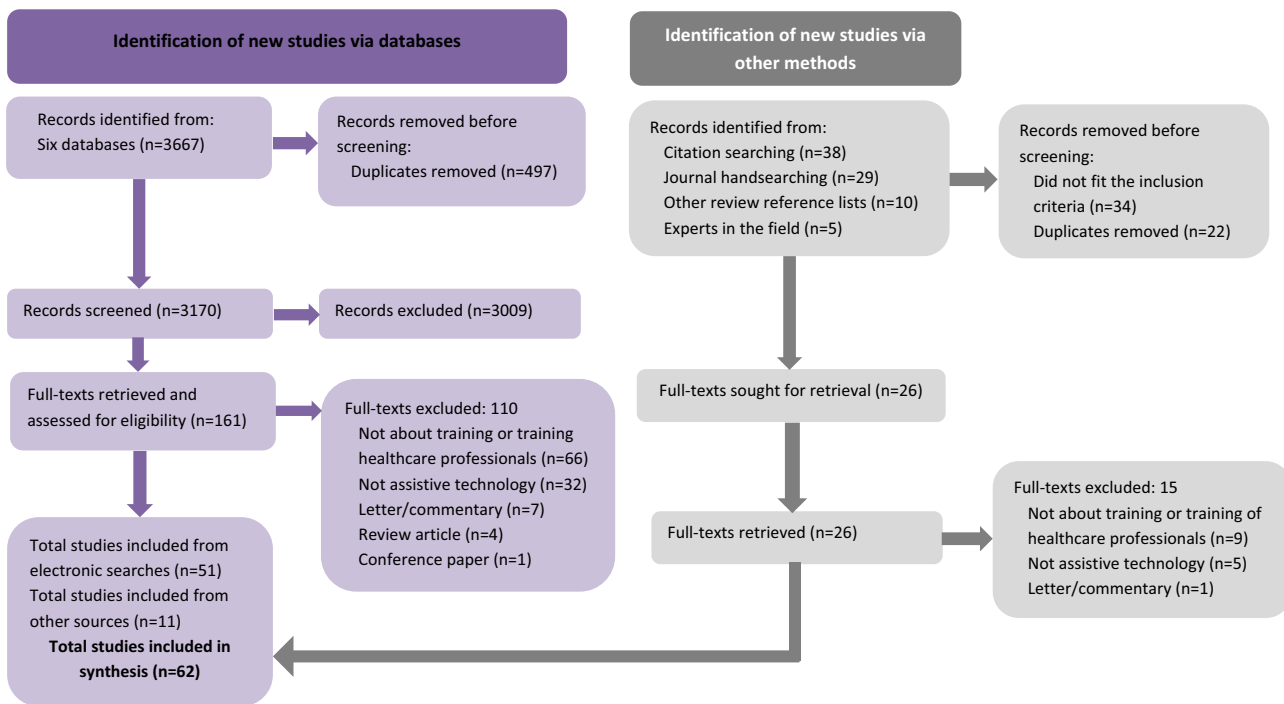 Identification of new studies via databases
Records identified from:
Six databases (n=3667)
Records removed before
screening:
Duplicates removed (n=497)
Records screened (n=3170)
Records excluded (n=3009)
Full-texts retrieved and
assessed for eligibility (n=161)
Full-texts excluded: 110
Not about training or training
healthcare professionals (n=66)
Not assistive technology (n=32)
Letter/commentary (n=7)
Review article (n=4)
Conference paper (n=1)
Total studies included from
electronic searches (n=51)
Total studies included from
other sources (n=11)
Total studies included in
synthesis (n=62)
Identification of new studies via
other methods
Records identified from:
Citation searching (n=38)
Journal handsearching (n=29)
Other review reference lists (n=10)
Experts in the field (n=5)
Records removed before
screening:
Did not fit the inclusion
criteria (n=34)
Duplicates removed (n=22)
Full-texts sought for retrieval (n=26)
Full-texts retrieved (n=26)
Full-texts excluded: 15
Not about training or training of
healthcare professionals (n=9)
Not assistive technology (n=5)
Letter/commentary (n=1)